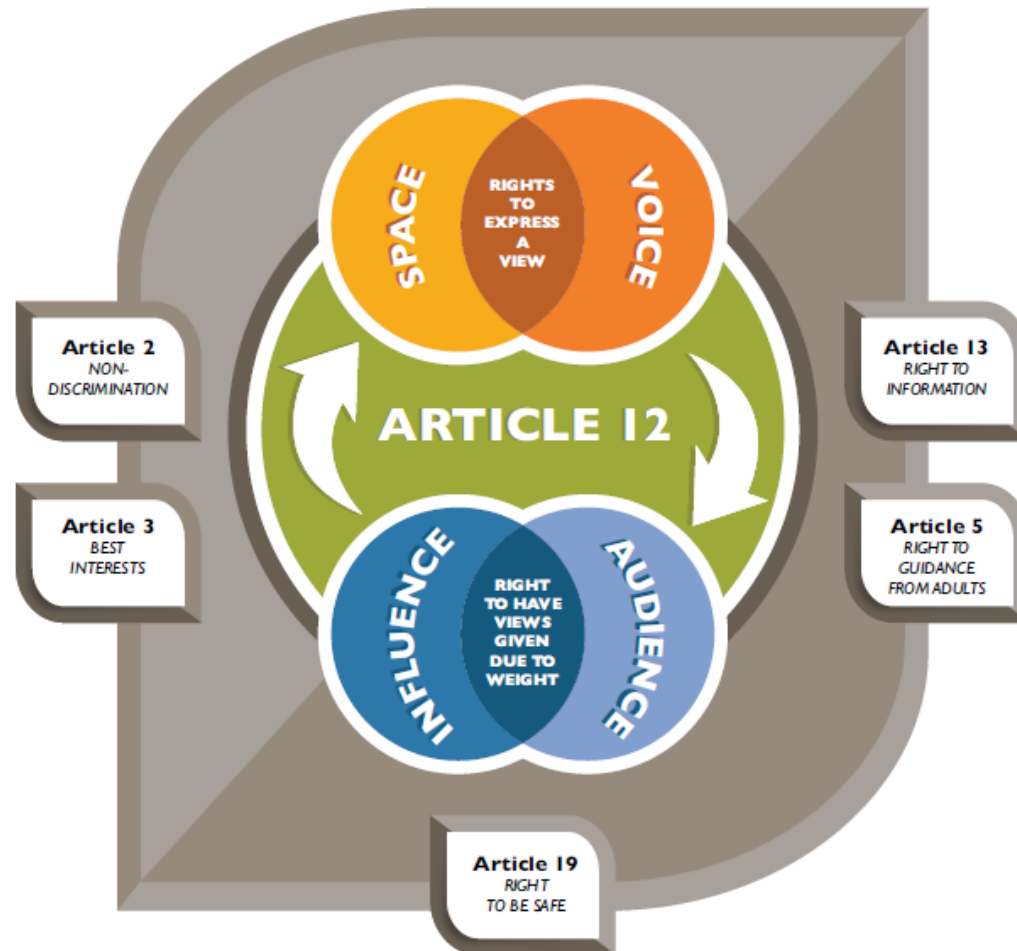 SPACE
RIGHTS
TO
EXPRESS
A
VIEW
VOICE
Article 2
NON-
DISCRIMINATION
Article 13
RIGHT TO
INFORMATION
ARTICLE 12
Article 3
BEST
INTERESTS
Article 5
RIGHT TO
GUIDANCE
FROM ADULTS
INFLUENCE
RIGHT
TO HAVE
VIEWS
GIVEN
DUE TO
WEIGHT
AUDIENCE
Article 19
RIGHT
TO BE SAFE